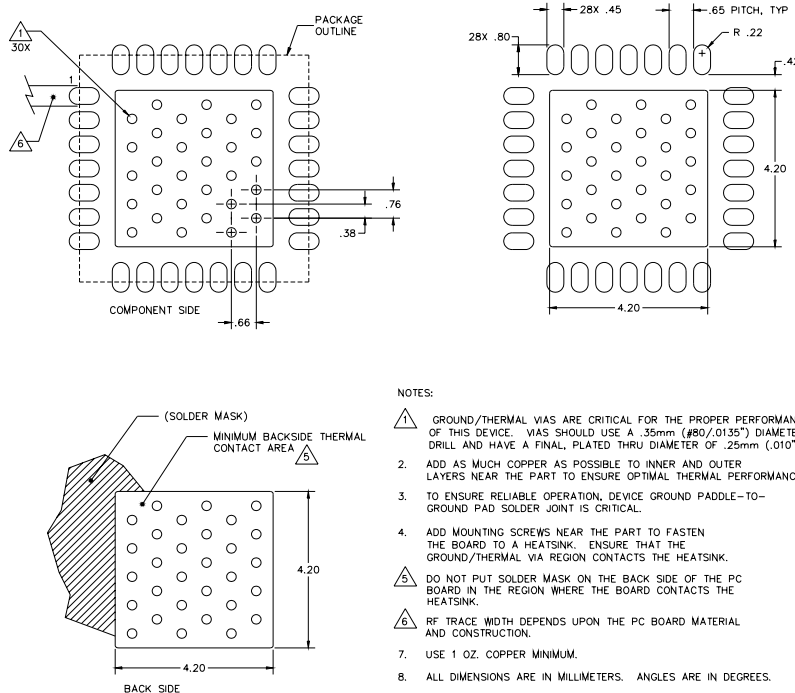 1
30X
PACKAGE
OUTLINE
1
6
.76
.38
.66
COMPONENT SIDE
28X .45
.65 PITCH, TYP
28X .80
R .22
4.20
4.20
(SOLDER MASK)
MINIMUM BACKSIDE THERMAL
CONTACT AREA 5
4.20
4.20
BACK SIDE
NOTES:
1 GROUND/THERMAL VIAS ARE CRITICAL FOR THE PROPER
OF THIS DEVICE. VIAS SHOULD USE A .35mm (#80/.0135")
DRILL AND HAVE A FINAL, PLATED THRU DIAMETER OF .25mm (.010"
2. ADD AS MUCH COPPER AS POSSIBLE TO INNER AND OUTER
LAYERS NEAR THE PART TO ENSURE OPTIMAL THERMAL
3. TO ENSURE RELIABLE OPERATION, DEVICE GROUND PADDLE-TO-
GROUND PAD SOLDER JOINT IS CRITICAL.
4. ADD MOUNTING SCREWS NEAR THE PART TO FASTEN
THE BOARD TO A HEATSINK. ENSURE THAT THE
GROUND/THERMAL VIA REGION CONTACTS THE HEATSINK.
5 DO NOT PUT SOLDER MASK ON THE BACK SIDE OF THE PC
BOARD IN THE REGION WHERE THE BOARD CONTACTS THE
HEATSINK.
6 RF TRACE WIDTH DEPENDS UPON THE PC BOARD MATERIAL
AND CONSTRUCTION.
7. USE 1 OZ. COPPER MINIMUM.
8. ALL DIMENSIONS ARE IN MILLIMETERS. ANGLES ARE IN DEGREES.